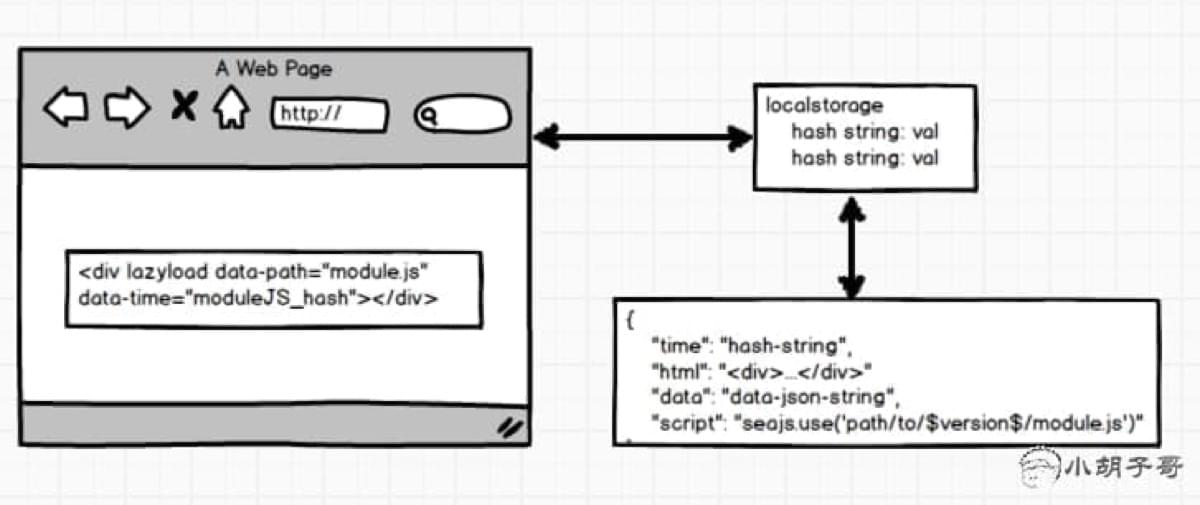 A Web Page
http://
<div lazyload data-path="module.js"
data-time="moduleJS_hash"></div>
localstorage
hash string: val
hash string: val
{
"time": "hash-string",
"html": "<div>...</div>"
"data": "data-json-string",
"script": "seajs.use('path/to/$version$/module.js')"
小胡子哥